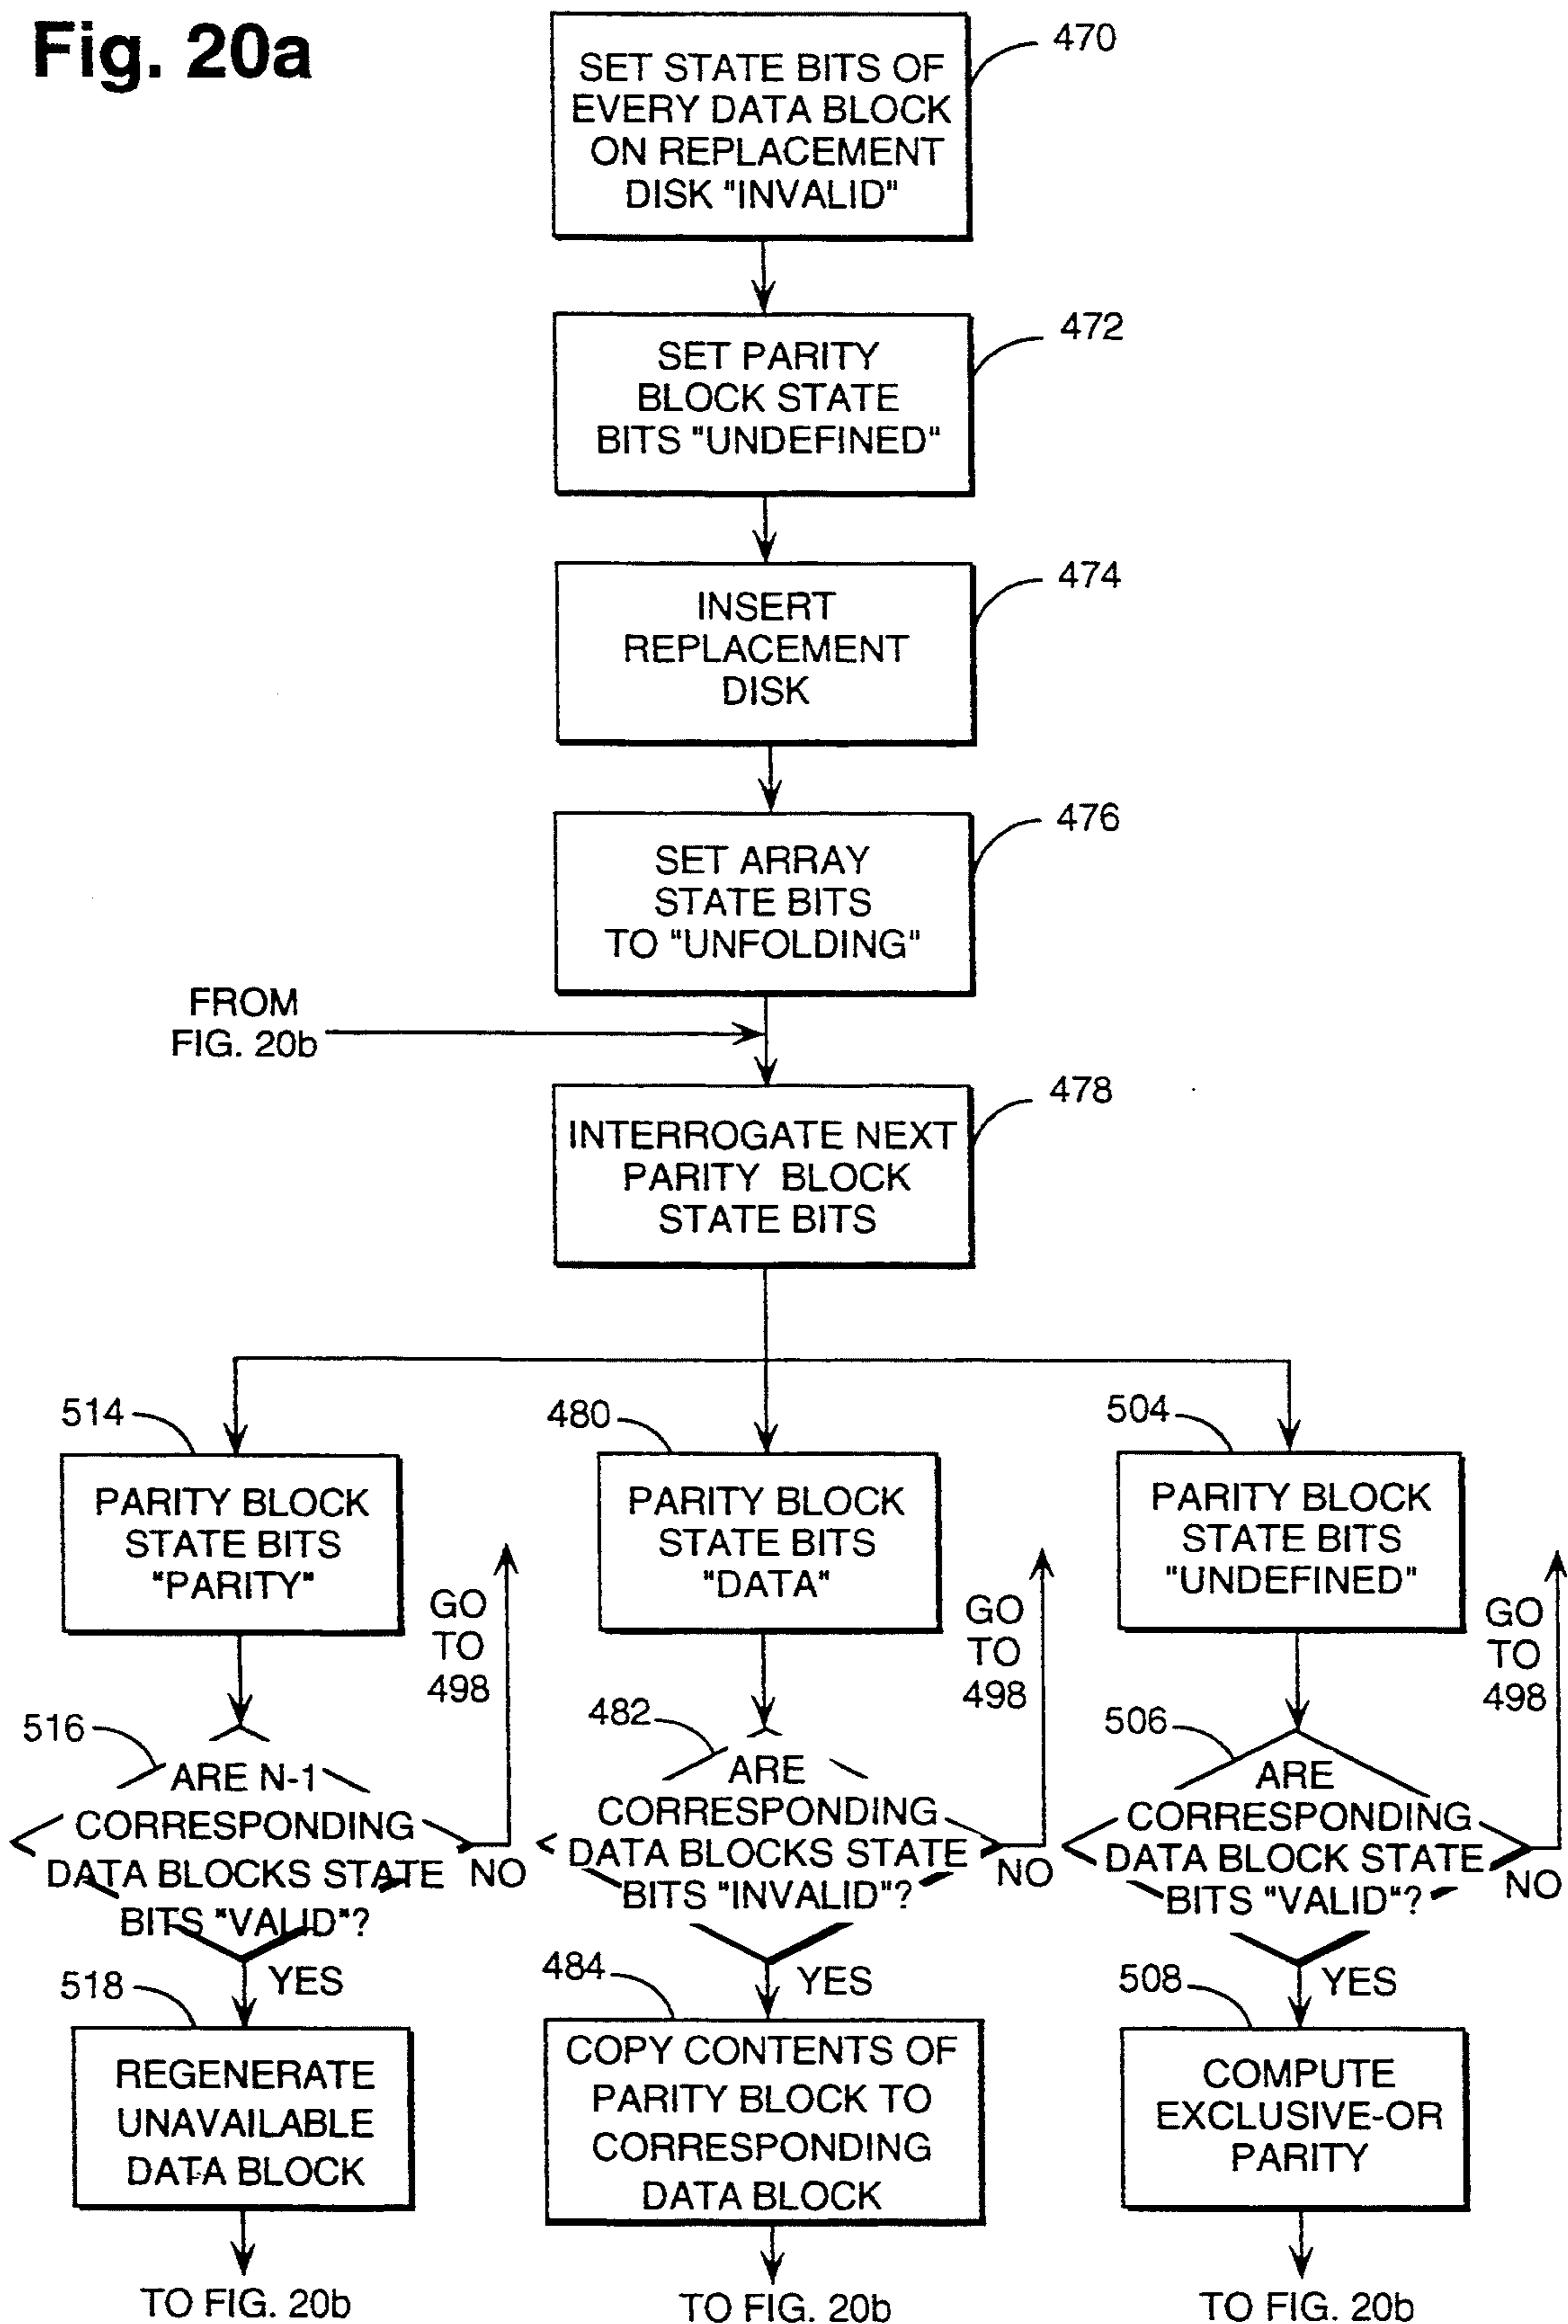 Fig. 20a
470
SET STATE BITS OF
EVERY DATA BLOCK
ON REPLACEMENT
DISK "INVALID"
472
SET PARITY
BLOCK STATE
BITS "UNDEFINED"
474
INSERT
REPLACEMENT
DISK
476
SET ARRAY
STATE BITS
TO "UNFOLDING"
FROM
FIG. 20b
478
INTERROGATE NEXT
PARITY BLOCK
STATE BITS
514
PARITY BLOCK
STATE BITS
"PARITY"
GO
TO
498
516
ARE N-1
CORRESPONDING
DATA BLOCKS STATE
BITS "VALID"?
NO
YES
518
REGENERATE
UNAVAILABLE
DATA BLOCK
TO FIG. 20b
480
PARITY BLOCK
STATE BITS
"DATA"
GO
TO
498
482
ARE
CORRESPONDING
DATA BLOCKS STATE
BITS "INVALID"?
NO
YES
484
COPY CONTENTS OF
PARITY BLOCK TO
CORRESPONDING
DATA BLOCK
TO FIG. 20b
504
PARITY BLOCK
STATE BITS
"UNDEFINED"
GO
TO
498
506
ARE
CORRESPONDING
DATA BLOCK STATE
BITS "VALID"?
NO
YES
508
COMPUTE
EXCLUSIVE-OR
PARITY
TO FIG. 20b